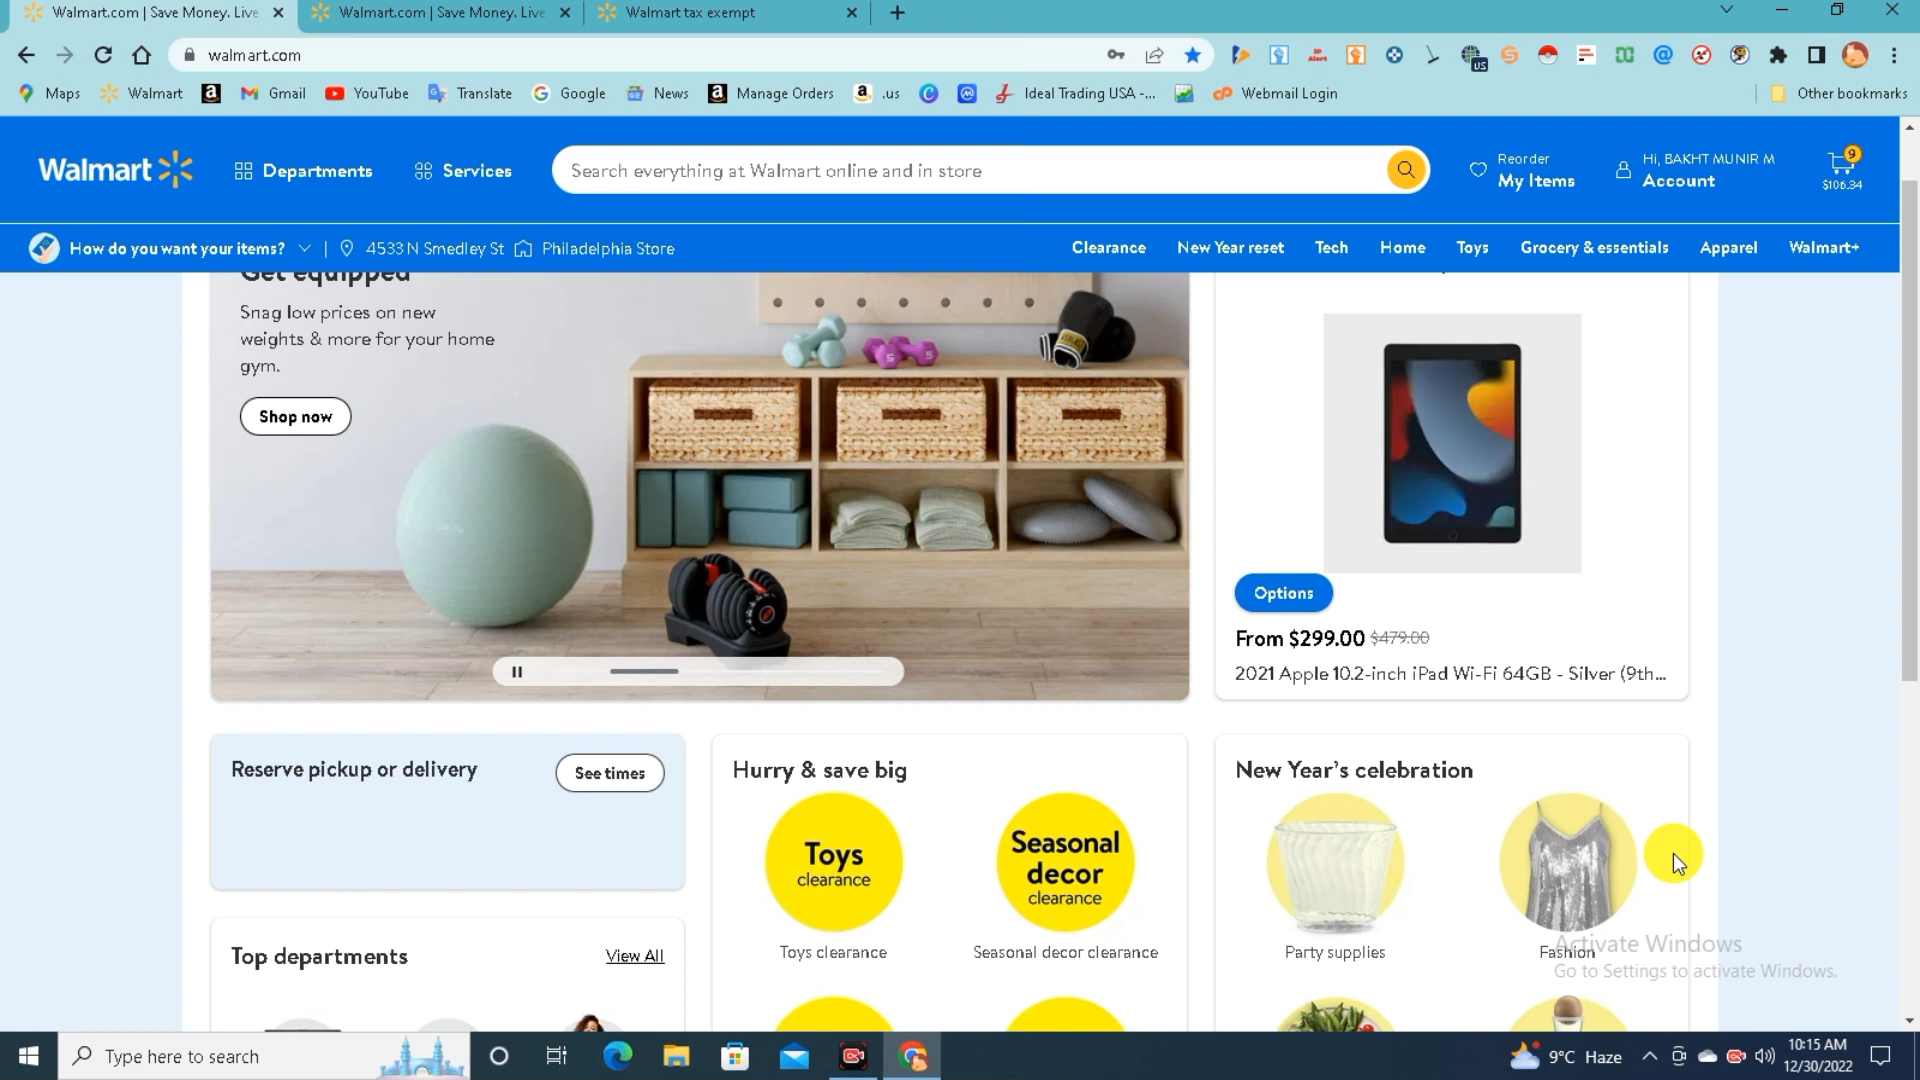 Walmart.com | Save Money. Live
Walmart.com | Save Money. Live
Walmart tax exempt
walmart.com
Maps
Walmart
Gmail
YouTube
Translate
Google
News
Manage Orders
.us
Ideal Trading USA -...
Webmail Login
Other bookmarks
Walmart
Departments
Services
Search everything at Walmart online and in store
Reorder
My Items
Hi, BAKHT MUNIR M
Account
9
$106.34
How do you want your items?
4533 N Smedley St
Philadelphia Store
Clearance
New Year reset
Tech
Home
Toys
Grocery & essentials
Apparel
Walmart+
Get equipped
Snag low prices on new
weights & more for your home
gym.
Shop now
Options
From $299.00 $479.00
2021 Apple 10.2-inch iPad Wi-Fi 64GB - Silver (9th...
Reserve pickup or delivery
See times
Hurry & save big
Toys
clearance
Toys clearance
Seasonal
decor
clearance
Seasonal decor clearance
New Year's celebration
Party supplies
Fashion
Top departments
View All
Activate Windows
Go to Settings to activate Windows.
Type here to search
9°C Haze
10:15 AM
12/30/2022